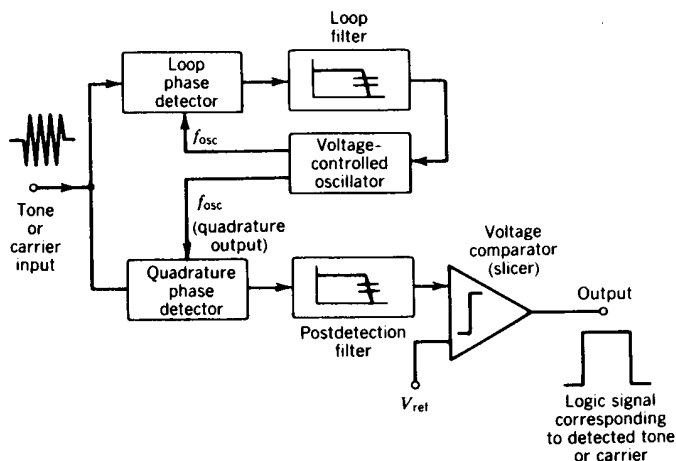 Loop
filter
Loop
phase
detector
fosc
Voltage-
controlled
oscillator
Tone
or
carrier
input
fosc
(quadrature
output)
Quadrature
phase
detector
Postdetection
filter
Voltage
comparator
(slicer)
Output
Vref
Logic signal
corresponding
to detected tone
or carrier